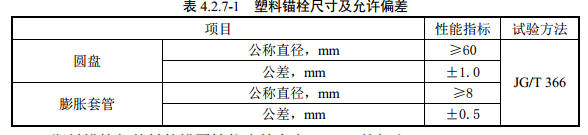 表 4.2.7-1 塑料锚栓尺寸及允许偏差
项目 性能指标 试验方法
圆盘 公称直径，mm ≥60 JG/T 366
公差，mm ±1.0
膨胀套管 公称直径，mm ≥8
公差，mm ±0.5